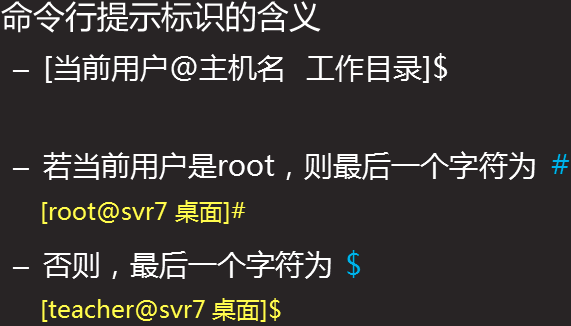 命令行提示标识的含义
– [当前用户@主机名 工作目录]$
– 若当前用户是root，则最后一个字符为 #
[root@svr7 桌面]#
– 否则，最后一个字符为 $
[teacher@svr7 桌面]$